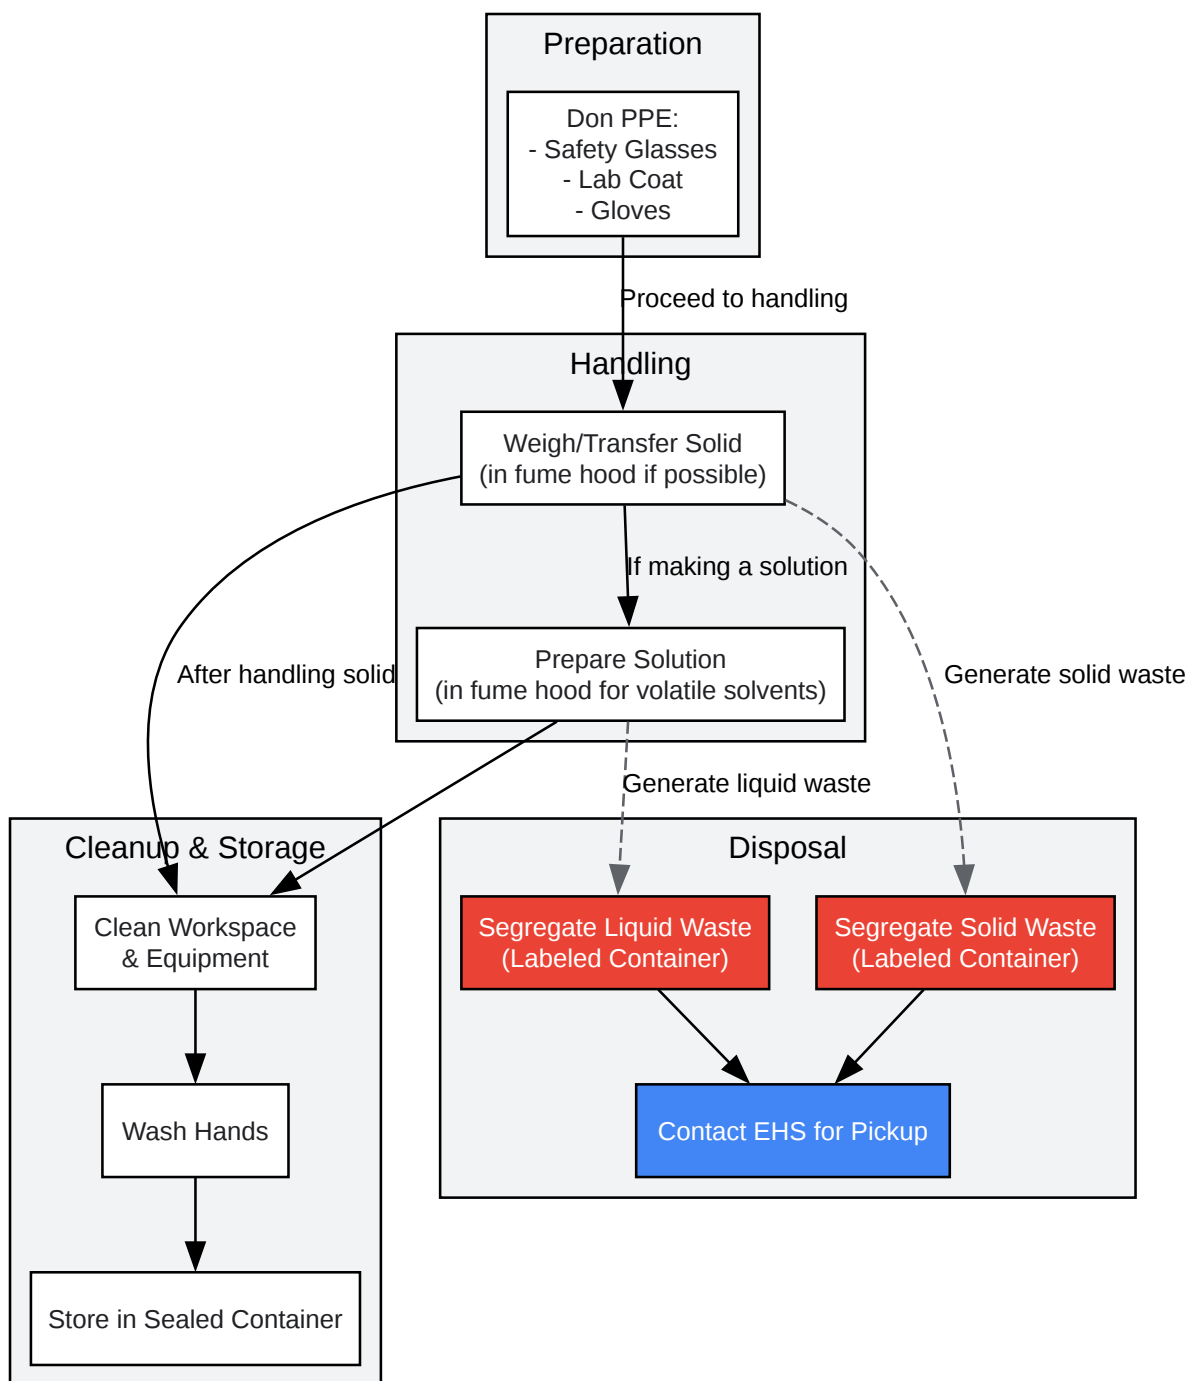 Preparation
Don PPE:
- Safety Glasses
- Lab Coat
- Gloves
Proceed to handling
Handling
Weigh/Transfer Solid
(in fume hood if possible)
If making a solution
Prepare Solution
(in fume hood for volatile solvents)
After handling solid
Generate solid waste
Generate liquid waste
Cleanup & Storage
Clean Workspace
& Equipment
Wash Hands
Store in Sealed Container
Disposal
Segregate Liquid Waste
(Labeled Container)
Segregate Solid Waste
(Labeled Container)
Contact EHS for Pickup